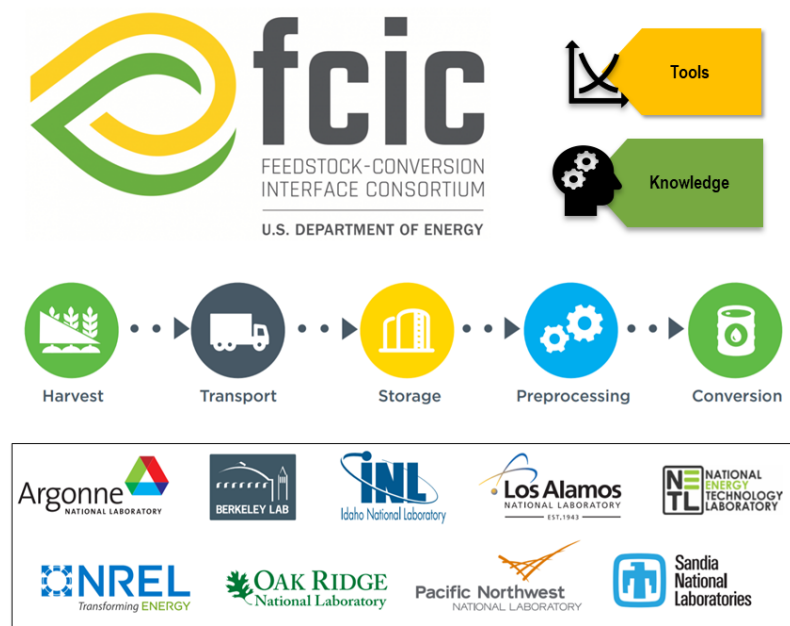 fcic
FEEDSTOCK-CONVERSION
INTERFACE CONSORTIUM
U.S. DEPARTMENT OF ENERGY
Tools
Knowledge
Harvest
Transport
Storage
Preprocessing
Conversion
Argonne
NATIONAL LABORATORY
BERKELEY LAB
INL
Idaho National Laboratory
Los Alamos
NATIONAL LABORATORY
EST.1943
NETL
NATIONAL
ENERGY
TECHNOLOGY
LABORATORY
NREL
Transforming ENERGY
OAK RIDGE
National Laboratory
Pacific Northwest
NATIONAL LABORATORY
Sandia
National
Laboratories